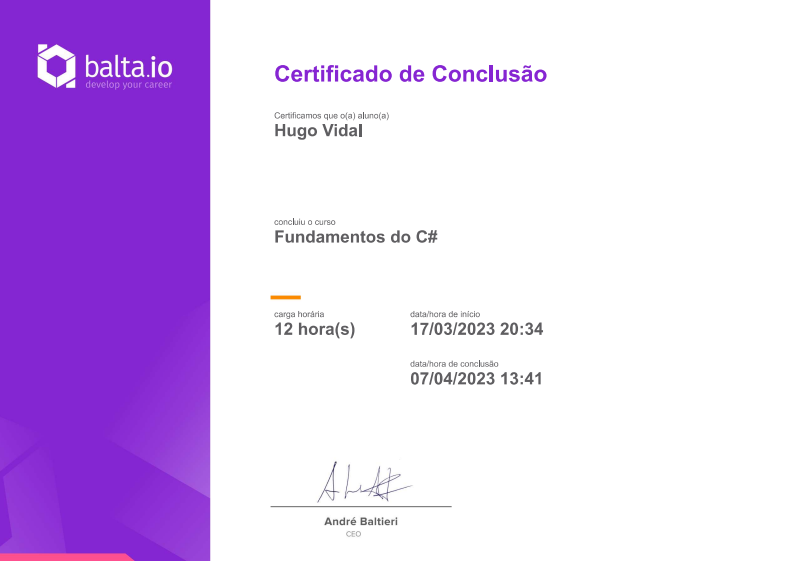 balta.io
develop your career
Certificado de Conclusão
Certificamos que o(a) aluno(a)
Hugo Vidal
concluiu o curso
Fundamentos do C#
carga horária
12 hora(s)
data/hora de início
17/03/2023 20:34
data/hora de conclusão
07/04/2023 13:41
André Baltieri
CEO